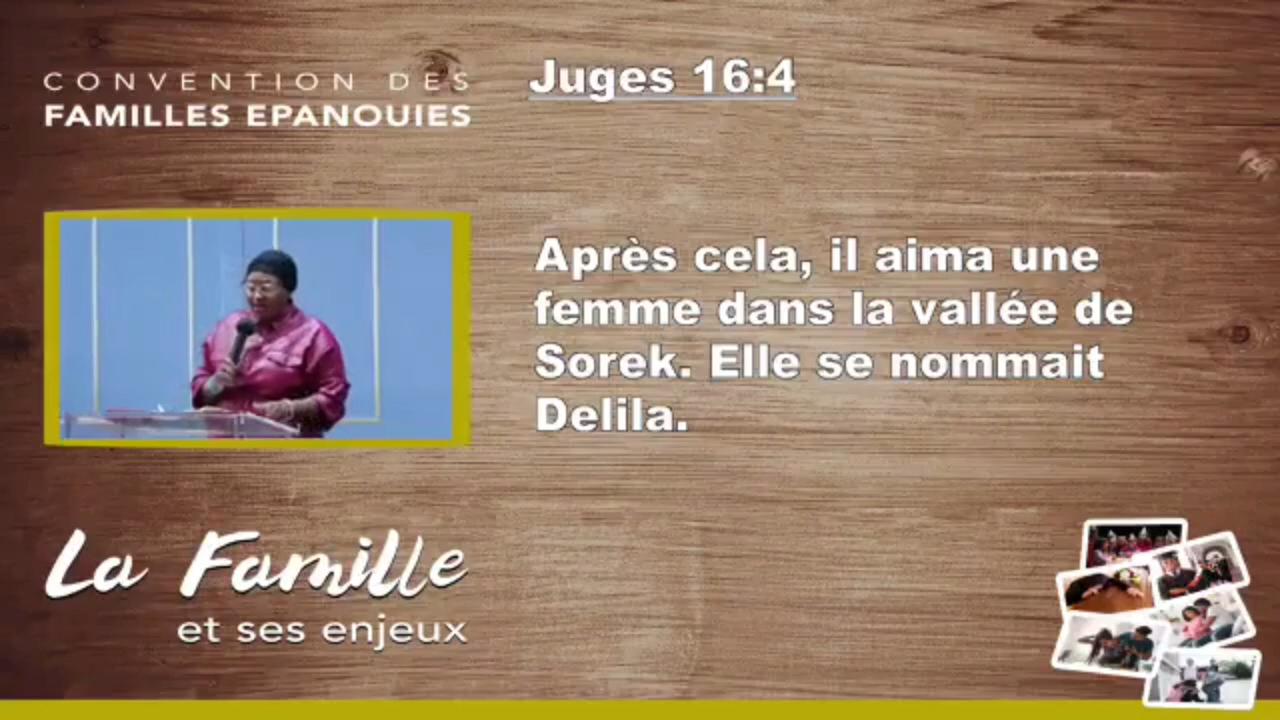 CONVENTION DES
FAMILLES EPANOUIES
Juges 16:4
Après cela, il aima une
femme dans la vallée de
Sorek. Elle se nommait
Delila.
La Famille
et ses enjeux